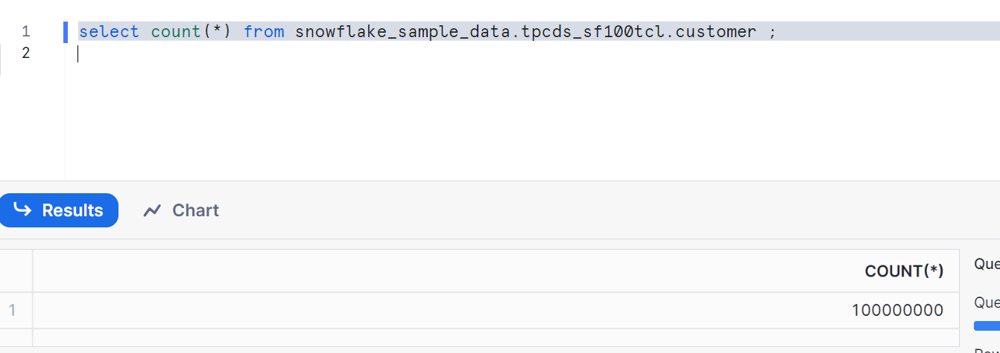 1 select count(*) from snowflake_sample_data.tpcds_sf100tcl.customer ;
2
Results Chart
COUNT(*) Que
1 100000000 Que